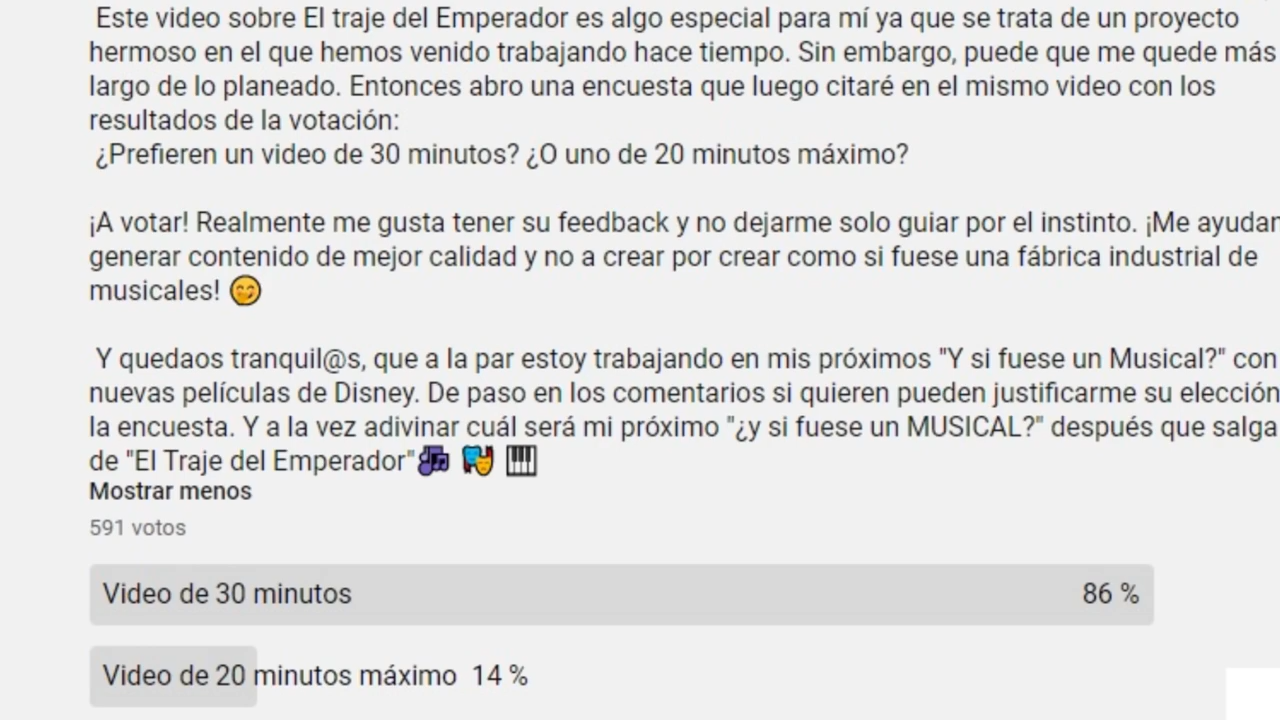 Este video sobre El traje del Emperador es algo especial para mí ya que se trata de un proyecto
hermoso en el que hemos venido trabajando hace tiempo. Sin embargo, puede que me quede más
largo de lo planeado. Entonces abro una encuesta que luego citaré en el mismo video con los
resultados de la votación:
¿Prefieren un video de 30 minutos? ¿O uno de 20 minutos máximo?
¡A votar! Realmente me gusta tener su feedback y no dejarme solo guiar por el instinto. ¡Me ayudan
generar contenido de mejor calidad y no a crear por crear como si fuese una fábrica industrial de
musicales! 😋
Y quedaos tranquil@s, que a la par estoy trabajando en mis próximos "Y si fuese un Musical?" con
nuevas películas de Disney. De paso en los comentarios si quieren pueden justificarme su elección
la encuesta. Y a la vez adivinar cuál será mi próximo "¿y si fuese un MUSICAL?" después que salga
de "El Traje del Emperador"🎶 🎭 🎹
Mostrar menos
591 votos
Video de 30 minutos 86 %
Video de 20 minutos máximo 14 %